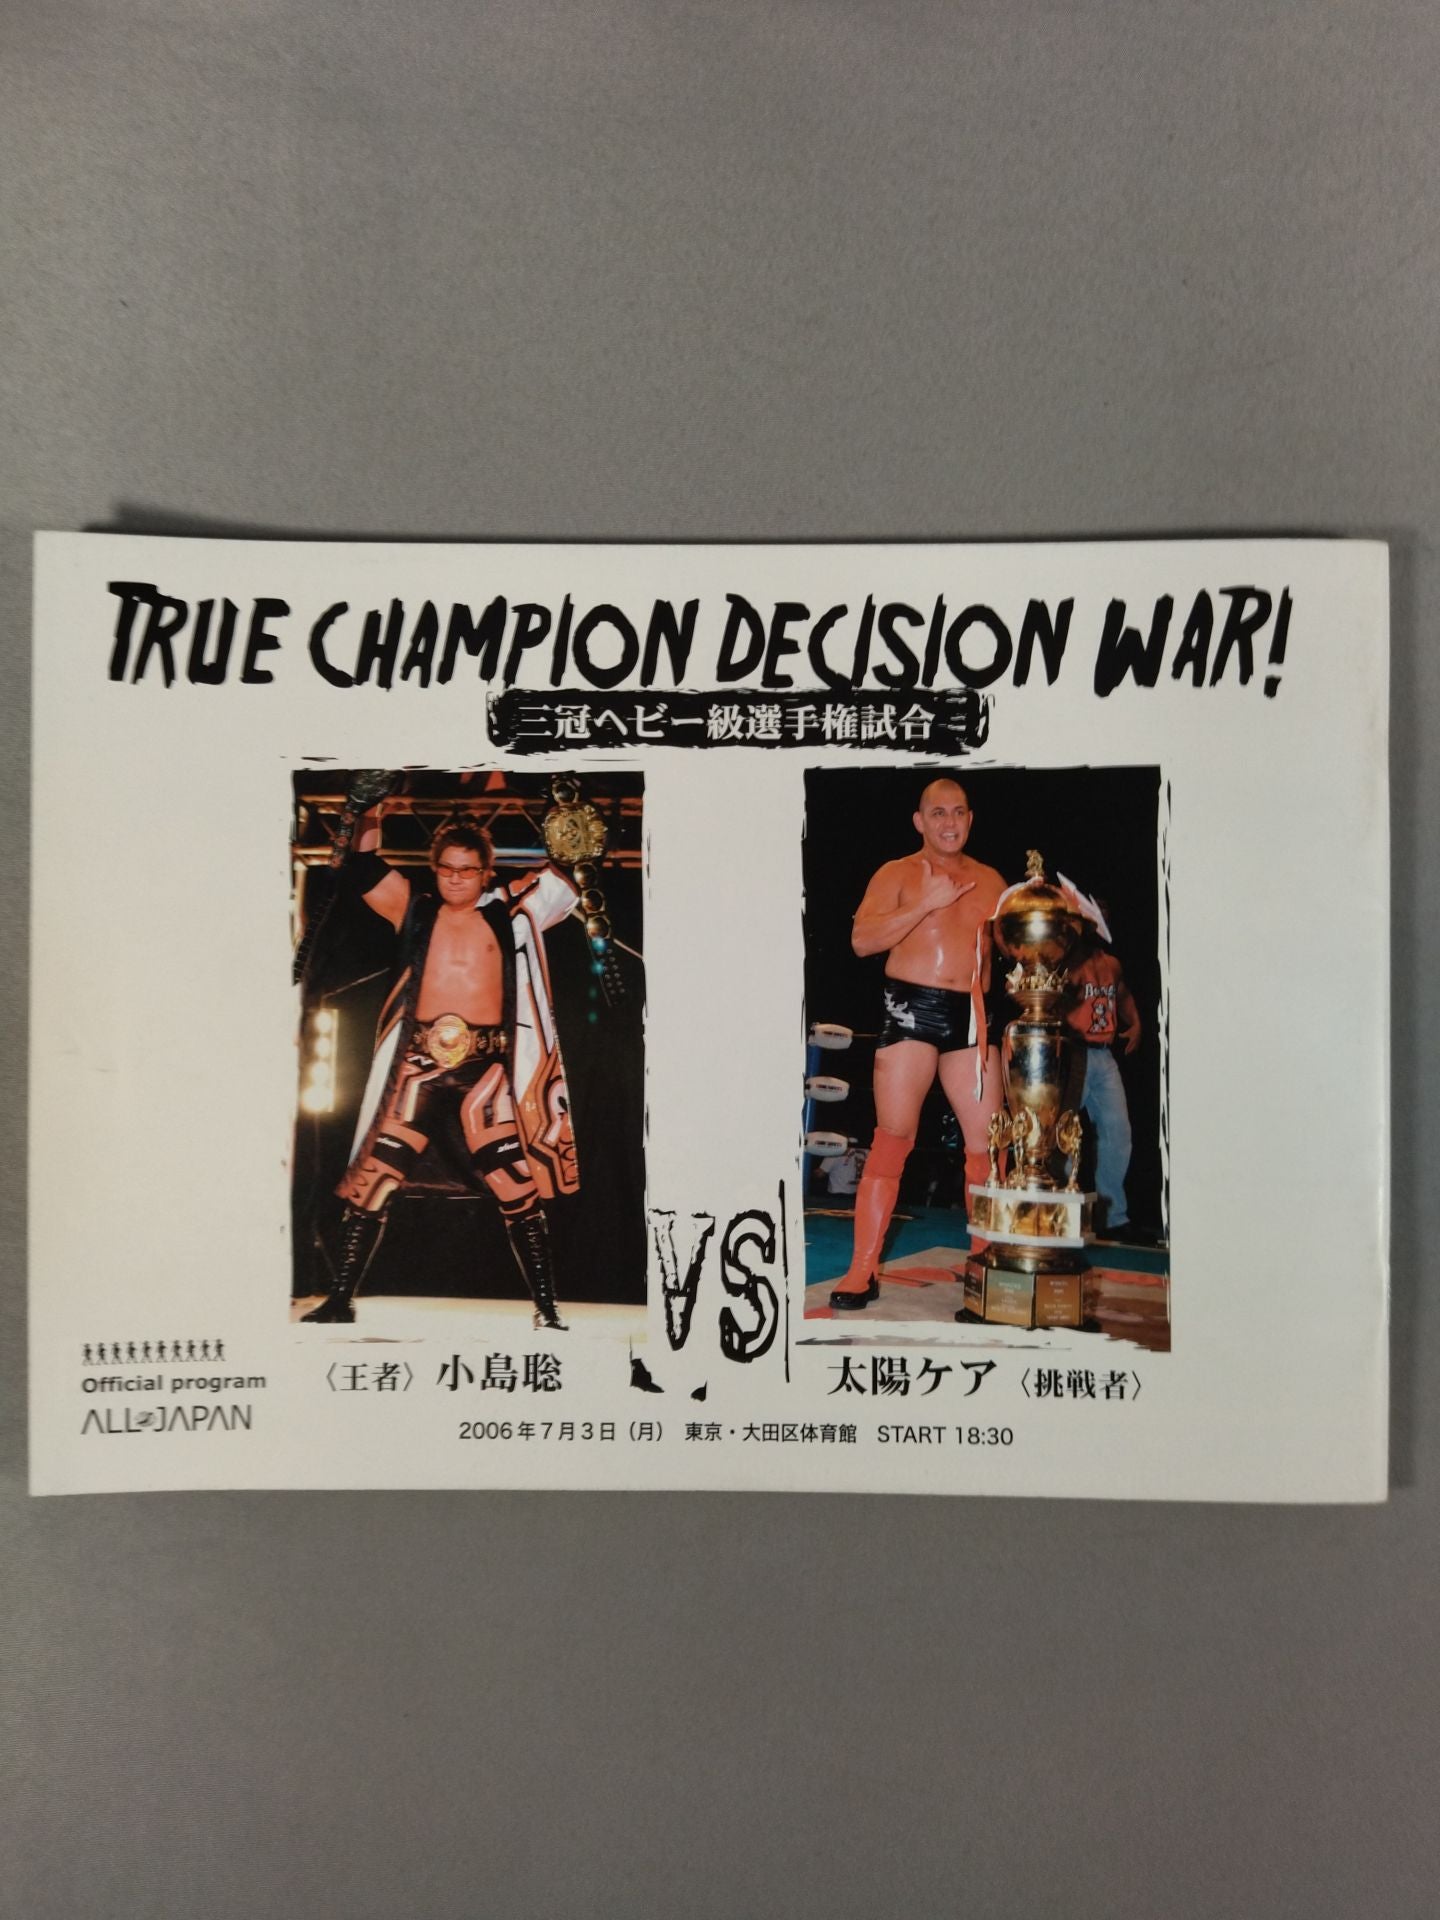 TRUE CHAMPION DECISION WAR!
三冠ヘビー級選手権試合
VS
〈王者〉小島聡
太陽ケア〈挑戦者〉
Official program
ALL JAPAN
2006年7月3日(月) 東京・大田区体育館 START 18:30